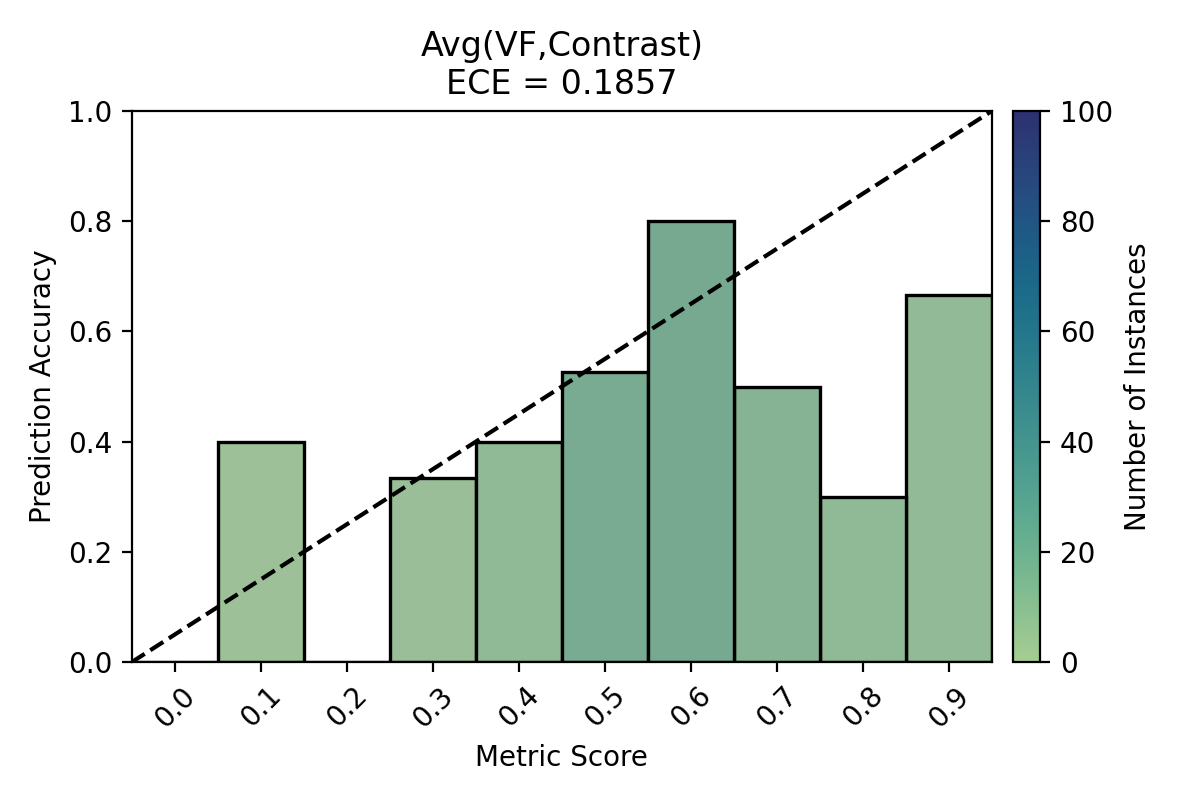 Avg(VF,Contrast)
ECE = 0.1857
Prediction Accuracy
1.0
0.8
0.6
0.4
0.2
0.0
0.0 0.1 0.2 0.3 0.4 0.5 0.6 0.7 0.8 0.9
Metric Score
100
80
60
40
20
0
Number of Instances